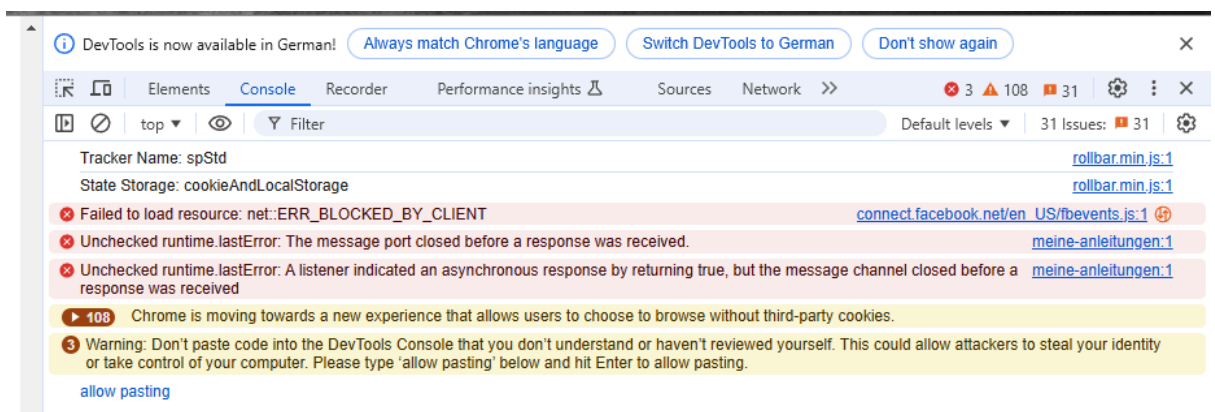 DevTools is now available in German! Always match Chrome's language Switch DevTools to German Don't show again
Elements Console Recorder Performance insights Sources Network 3 108 31
top Filter Default levels 31 Issues: 31
Tracker Name: spStd rollbar.min.js:1
State Storage: cookieAndLocalStorage rollbar.min.js:1
Failed to load resource: net::ERR_BLOCKED_BY_CLIENT connect.facebook.net/en_US/fbevents.js:1
Unchecked runtime.lastError: The message port closed before a response was received. meine-anleitungen:1
Unchecked runtime.lastError: A listener indicated an asynchronous response by returning true, but the message channel closed before a meine-anleitungen:1
response was received
108 Chrome is moving towards a new experience that allows users to choose to browse without third-party cookies.
3 Warning: Don't paste code into the DevTools Console that you don't understand or haven't reviewed yourself. This could allow attackers to steal your identity
or take control of your computer. Please type 'allow pasting' below and hit Enter to allow pasting.
allow pasting